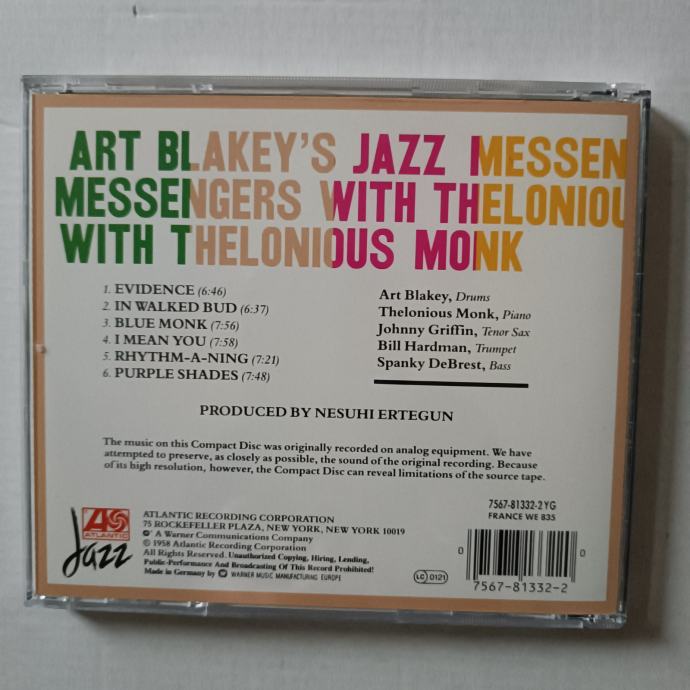 ART BLAKEY'S JAZZ MESSEN
MESSENGERS WITH THELONIOU
WITH THELONIOUS MONK
1. EVIDENCE (6:46)
2. IN WALKED BUD (6:37)
3. BLUE MONK (7:56)
4. I MEAN YOU (7:58)
5. RHYTHM-A-NING (7:21)
6. PURPLE SHADES (7:48)
Art Blakey, Drums
Thelonious Monk, Piano
Johnny Griffin, Tenor Sax
Bill Hardman, Trumpet
Spanky DeBrest, Bass
PRODUCED BY NESUHI ERTEGUN
The music on this Compact Disc was originally recorded on analog equipment. We have
attempted to preserve, as closely as possible, the sound of the original recording. Because
of its high resolution, however, the Compact Disc can reveal limitations of the source tape.
ATLANTIC
Jazz
ATLANTIC RECORDING CORPORATION
75 ROCKEFELLER PLAZA, NEW YORK, NEW YORK 10019
A Warner Communications Company
© 1958 Atlantic Recording Corporation
All Rights Reserved. Unauthorized Copying, Hiring, Lending,
Public-Performance And Broadcasting Of This Record Prohibited!
Made in Germany by WARNER MUSIC MANUFACTURING EUROPE
LC 0121
7567-81332-2 YG
FRANCE WE 835
0 0
7567-81332-2